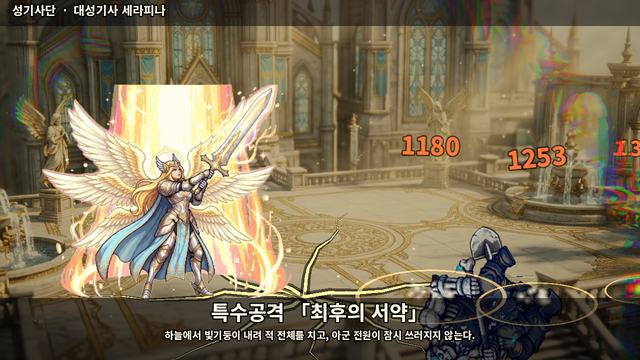 성기사단 · 대성기사 세라피나
1180
1253
13
특수공격 「최후의 서약」
하늘에서 빛기둥이 내려 적 전체를 치고, 아군 전원이 잠시 쓰러지지 않는다.